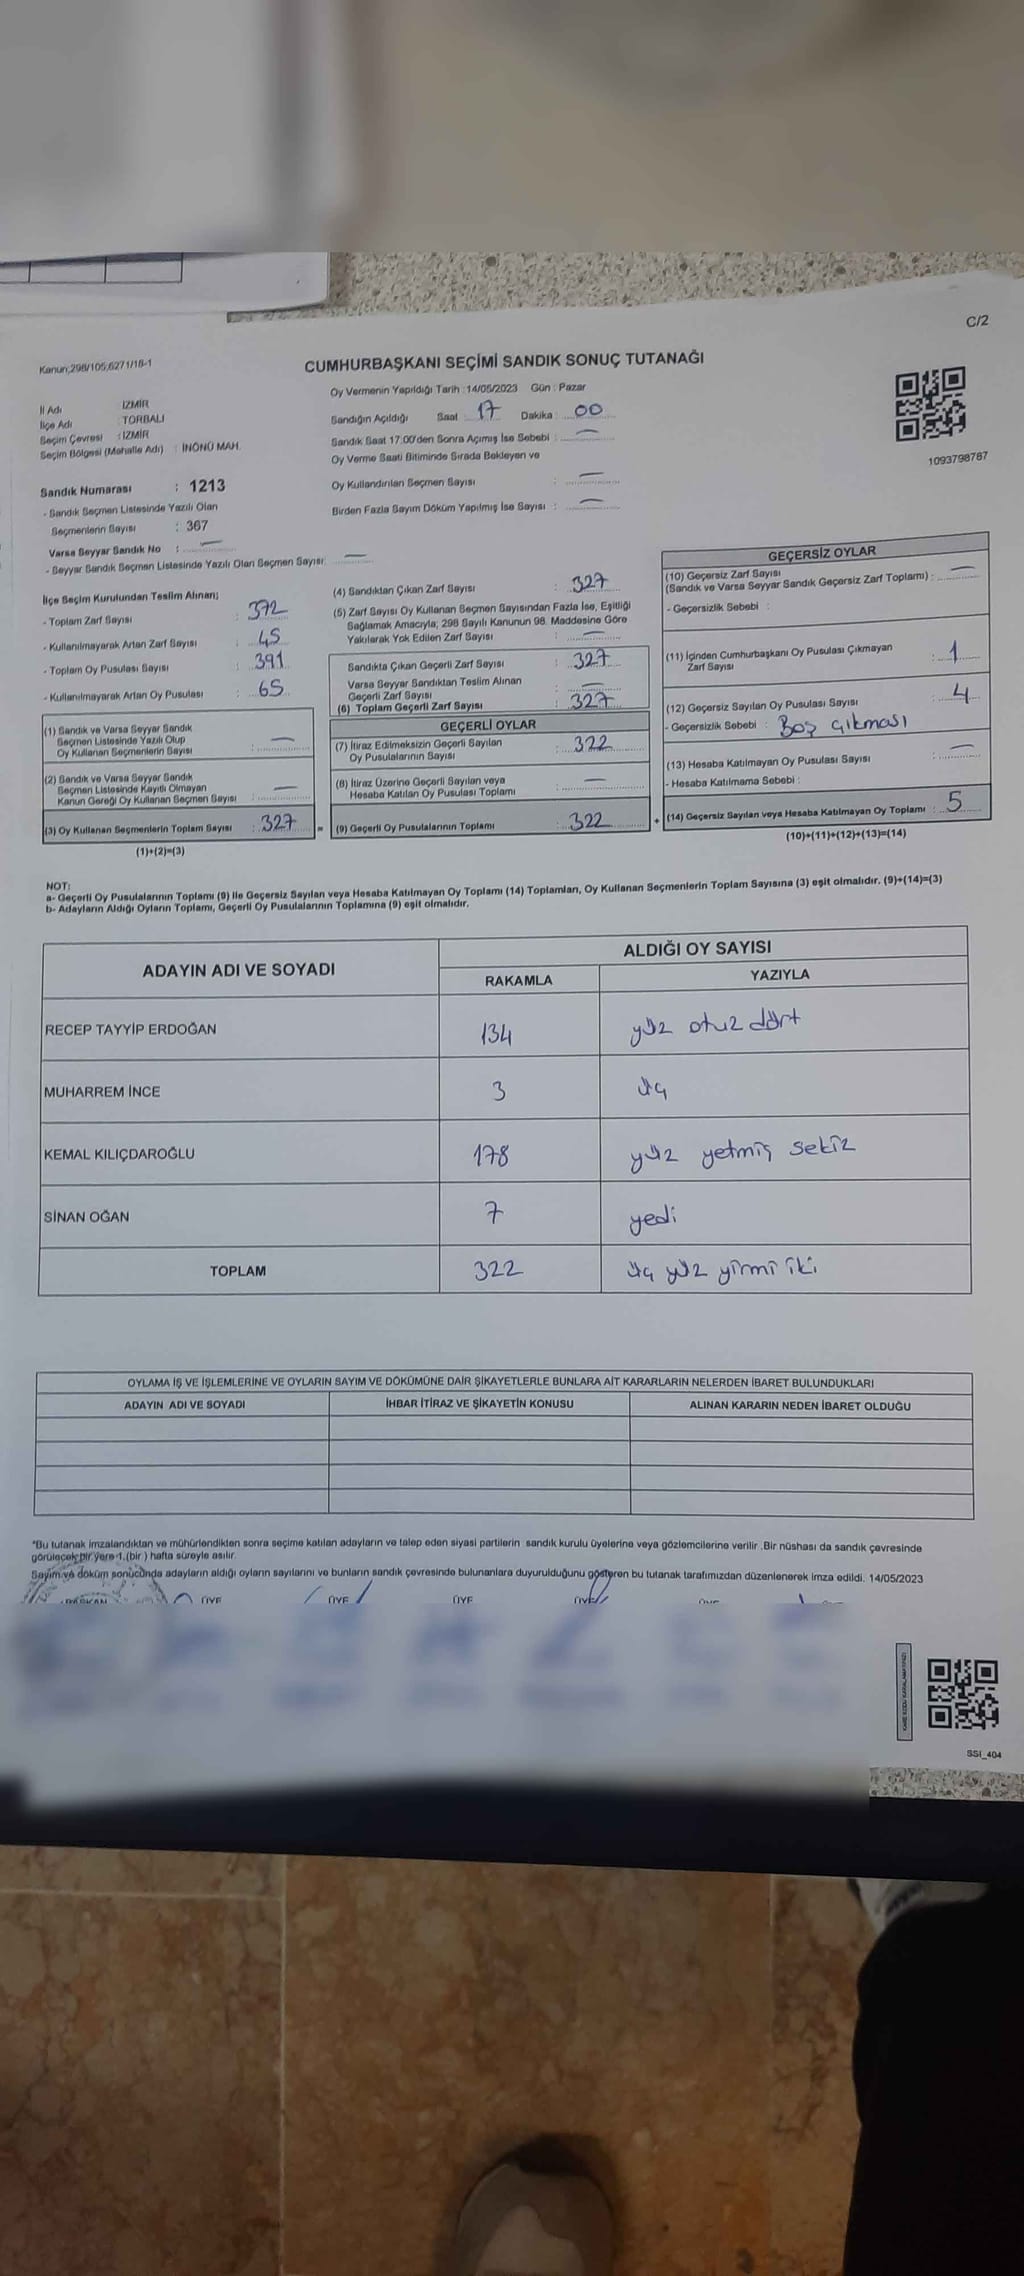 C/2
Kanun;298/105;6271/18-1
CUMHURBAŞKANI SEÇİMİ SANDIK SONUÇ TUTANAĞI
Oy Vermenin Yapıldığı Tarih : 14/05/2023 Gün : Pazar
İl Adı : İZMİR
İlçe Adı : TORBALI
Seçim Çevresi : İZMİR
Seçim Bölgesi (Mahalle Adı) : İNÖNÜ MAH.
Sandığın Açıldığı Saat 17 Dakika : 00
Sandık Saat 17:00'den Sonra Açımış İse Sebebi : —
Oy Verme Saati Bitiminde Sırada Bekleyen ve
Oy Kullandırılan Seçmen Sayısı : —
Birden Fazla Sayım Döküm Yapılmış İse Sayısı : —
1093798787
Sandık Numarası : 1213
- Sandık Seçmen Listesinde Yazılı Olan
Seçmenlerin Sayısı : 367
Varsa Seyyar Sandık No : —
- Seyyar Sandık Seçmen Listesinde Yazılı Olan Seçmen Sayısı: —
İlçe Seçim Kurulundan Teslim Alınan;
- Toplam Zarf Sayısı : 372
- Kullanılmayarak Artan Zarf Sayısı : 45
- Toplam Oy Pusulası Sayısı : 391
- Kullanılmayarak Artan Oy Pusulası : 65
(1) Sandık ve Varsa Seyyar Sandık
Seçmen Listesinde Yazılı Olup
Oy Kullanan Seçmenlerin Sayısı : —
(2) Sandık ve Varsa Seyyar Sandık
Seçmen Listesinde Kayıtlı Olmayan
Kanun Gereği Oy Kullanan Seçmen Sayısı : —
(3) Oy Kullanan Seçmenlerin Toplam Sayısı : 327 =
(1)+(2)=(3)
(4) Sandıktan Çıkan Zarf Sayısı : 327
(5) Zarf Sayısı Oy Kullanan Seçmen Sayısından Fazla İse, Eşitliği
Sağlamak Amacıyla; 298 Sayılı Kanunun 98. Maddesine Göre
Yakılarak Yok Edilen Zarf Sayısı : —
Sandıkta Çıkan Geçerli Zarf Sayısı : 327
Varsa Seyyar Sandıktan Teslim Alınan
Geçerli Zarf Sayısı : —
(6) Toplam Geçerli Zarf Sayısı : 327
GEÇERLİ OYLAR
(7) İtiraz Edilmeksizin Geçerli Sayılan
Oy Pusulalarının Sayısı : 322
(8) İtiraz Üzerine Geçerli Sayılan veya
Hesaba Katılan Oy Pusulası Toplamı : —
(9) Geçerli Oy Pusulalarının Toplamı : 322 +
GEÇERSİZ OYLAR
(10) Geçersiz Zarf Sayısı
(Sandık ve Varsa Seyyar Sandık Geçersiz Zarf Toplamı) : —
- Geçersizlik Sebebi :
(11) İçinden Cumhurbaşkanı Oy Pusulası Çıkmayan
Zarf Sayısı : 1
(12) Geçersiz Sayılan Oy Pusulası Sayısı : 4
- Geçersizlik Sebebi : Boş çıkması
(13) Hesaba Katılmayan Oy Pusulası Sayısı : —
- Hesaba Katılmama Sebebi :
(14) Geçersiz Sayılan veya Hesaba Katılmayan Oy Toplamı : 5
(10)+(11)+(12)+(13)=(14)
NOT:
a- Geçerli Oy Pusulalarının Toplamı (9) ile Geçersiz Sayılan veya Hesaba Katılmayan Oy Toplamı (14) Toplamları, Oy Kullanan Seçmenlerin Toplam Sayısına (3) eşit olmalıdır. (9)+(14)=(3)
b- Adayların Aldığı Oyların Toplamı, Geçerli Oy Pusulalarının Toplamına (9) eşit olmalıdır.
ADAYIN ADI VE SOYADI ALDIĞI OY SAYISI
RAKAMLA YAZIYLA
RECEP TAYYİP ERDOĞAN 134 yüz otuz dört
MUHARREM İNCE 3 üç
KEMAL KILIÇDAROĞLU 178 yüz yetmiş sekiz
SİNAN OĞAN 7 yedi
TOPLAM 322 üç yüz yirmi iki
OYLAMA İŞ VE İŞLEMLERİNE VE OYLARIN SAYIM VE DÖKÜMÜNE DAİR ŞİKAYETLERLE BUNLARA AİT KARARLARIN NELERDEN İBARET BULUNDUKLARI
ADAYIN ADI VE SOYADI İHBAR İTİRAZ VE ŞİKAYETİN KONUSU ALINAN KARARIN NEDEN İBARET OLDUĞU
*Bu tutanak imzalandıktan ve mühürlendikten sonra seçime katılan adayların ve talep eden siyasi partilerin sandık kurulu üyelerine veya gözlemcilerine verilir .Bir nüshası da sandık çevresinde
görülecek bir yere 1.(bir ) hafta süreyle asılır.
Sayım ve döküm sonucunda adayların aldığı oyların sayılarını ve bunların sandık çevresinde bulunanlara duyurulduğunu gösteren bu tutanak tarafımızdan düzenlenerek imza edildi. 14/05/2023
BAŞKAN ÜYE ÜYE ÜYE ÜYE
SSİ_404